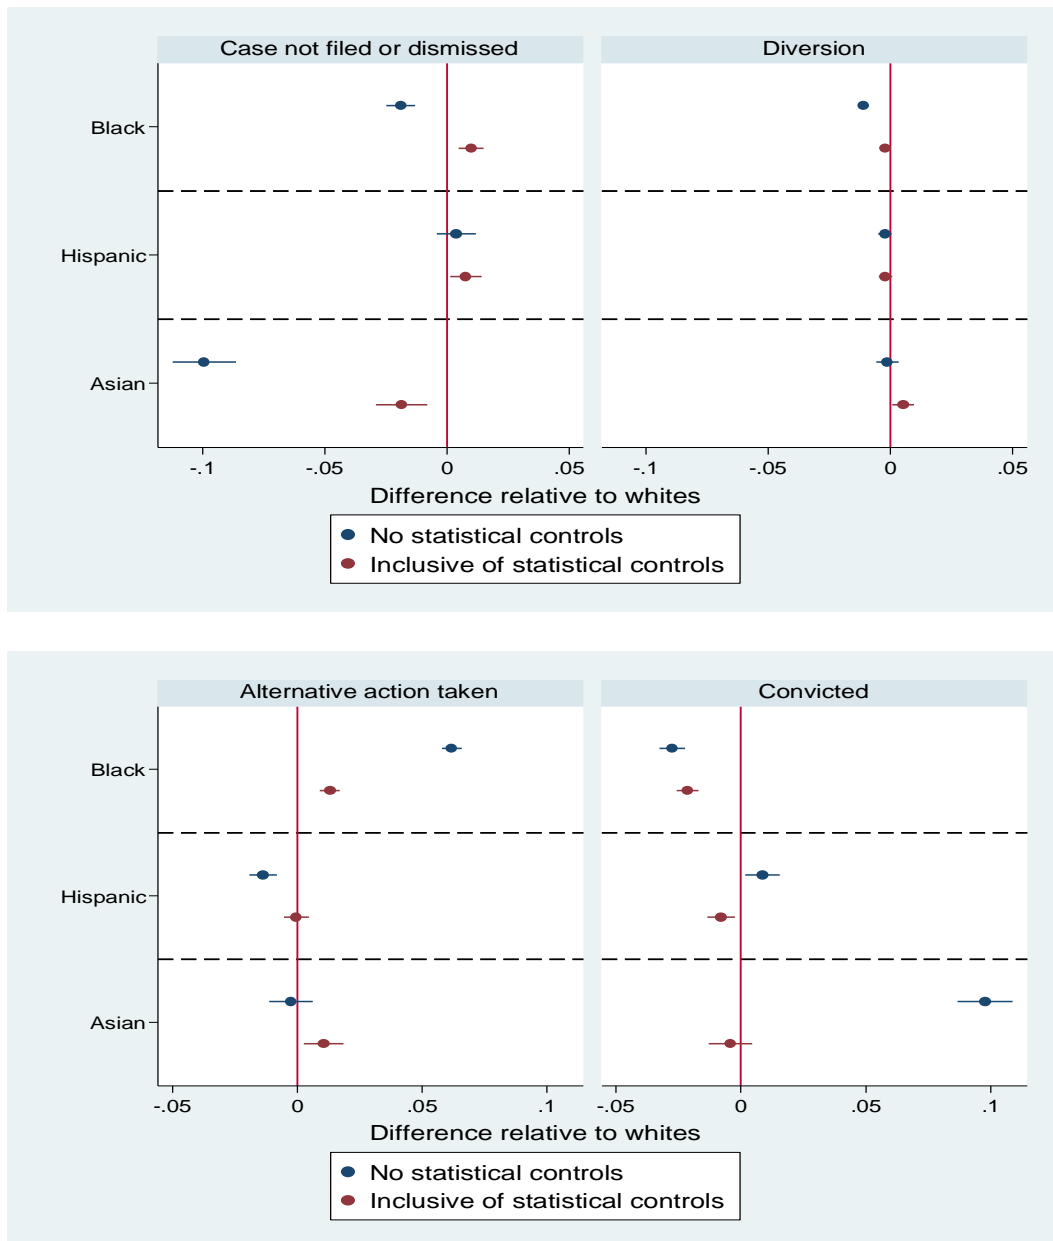 Case not filed or dismissed
Diversion
Black
Hispanic
Asian
-.1 -.05 0 .05
-.1 -.05 0 .05
Difference relative to whites
No statistical controls
Inclusive of statistical controls
Alternative action taken
Convicted
Black
Hispanic
Asian
-.05 0 .05 .1
-.05 0 .05 .1
Difference relative to whites
No statistical controls
Inclusive of statistical controls